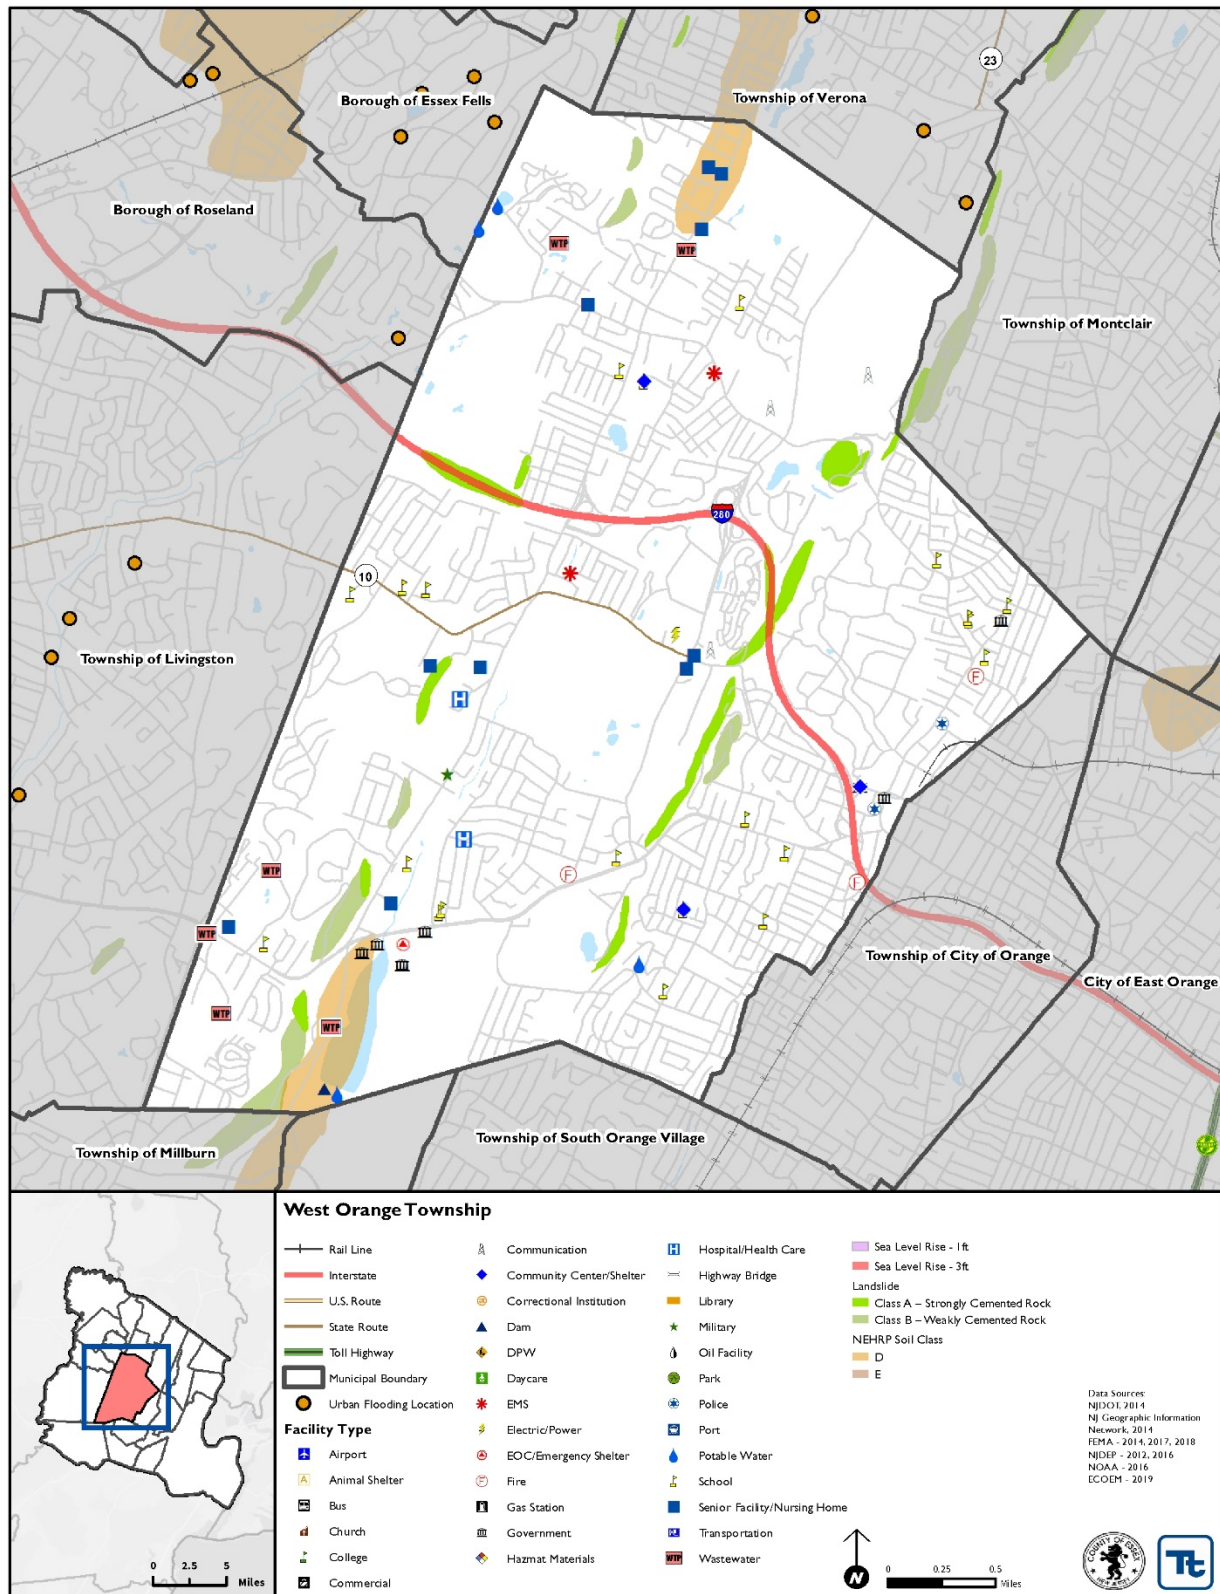 23
Borough of Essex Fells
Township of Verona
Borough of Roseland
WTP
WTP
Township of Montclair
280
10
Township of Livingston
H
F
H
F
WTP
F
WTP
Township of City of Orange
City of East Orange
WTP
WTP
Township of South Orange Village
Township of Millburn
West Orange Township
Rail Line
Interstate
U.S. Route
State Route
Toll Highway
Municipal Boundary
Urban Flooding Location
Facility Type
Airport
A Animal Shelter
Bus
Church
College
Commercial
Communication
Community Center/Shelter
Correctional Institution
Dam
DPW
Daycare
EMS
Electric/Power
EOC/Emergency Shelter
F Fire
Gas Station
Government
Hazmat Materials
H Hospital/Health Care
Highway Bridge
Library
Military
Oil Facility
Park
Police
Port
Potable Water
School
Senior Facility/Nursing Home
Transportation
WTP Wastewater
Sea Level Rise - 1ft
Sea Level Rise - 3ft
Landslide
Class A – Strongly Cemented Rock
Class B – Weakly Cemented Rock
NEHRP Soil Class
D
E
Data Sources:
NJDOT, 2014
NJ Geographic Information
Network, 2014
FEMA - 2014, 2017, 2018
NJDEP - 2012, 2016
NOAA - 2016
ECOEM - 2019
0 2.5 5
Miles
N
0 0.25 0.5
Miles
COUNTY OF ESSEX
NEW JERSEY
Tt